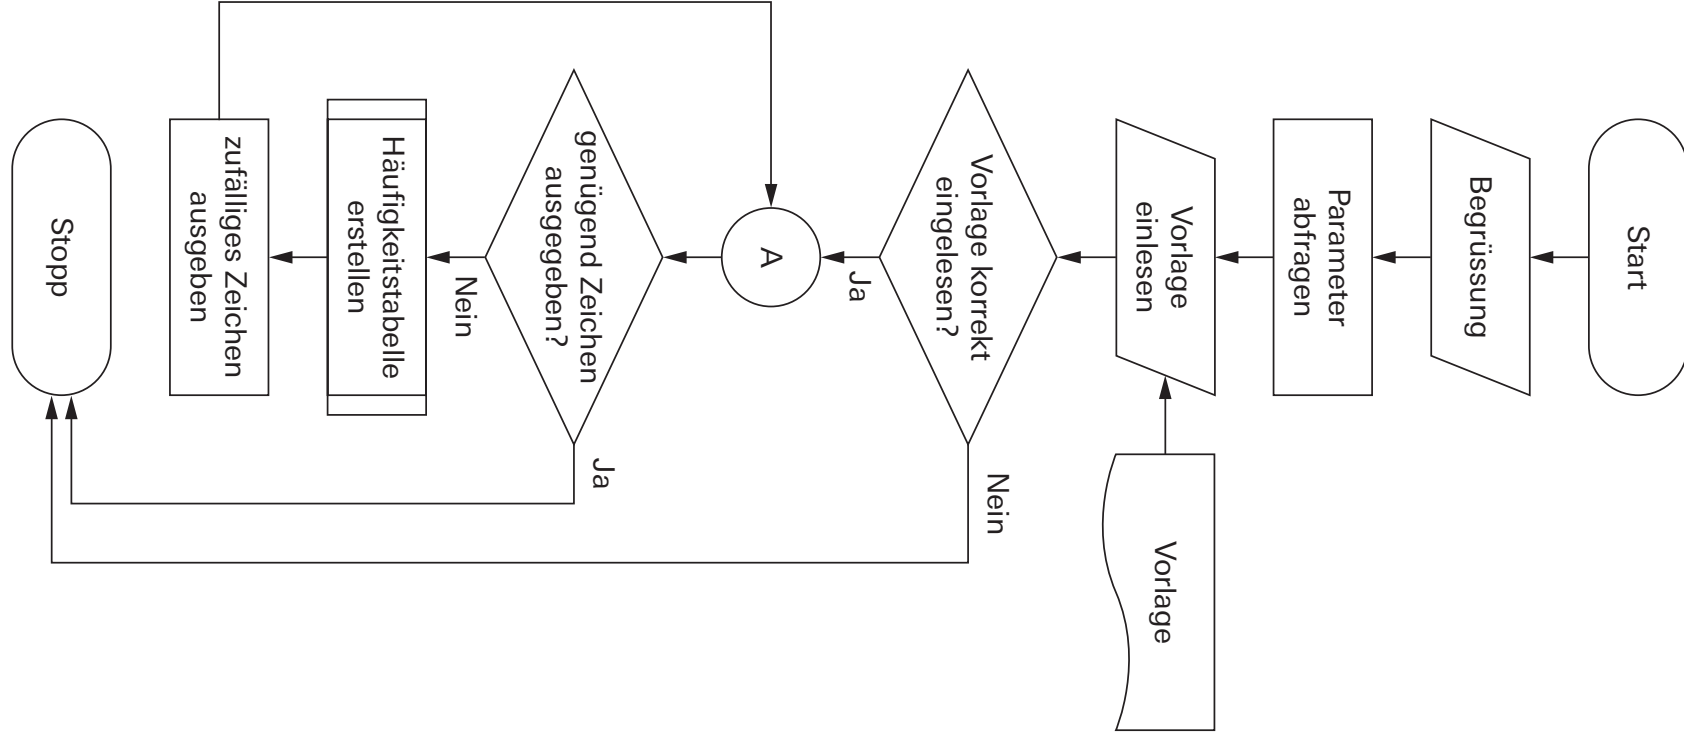 Start
Begrüssung
Parameter
abfragen
Vorlage
einlesen
Vorlage
Vorlage korrekt
eingelesen?
Nein
Ja
A
genügend Zeichen
ausgegeben?
Ja
Nein
Häufigkeitstabelle
erstellen
zufälliges Zeichen
ausgeben
Stopp